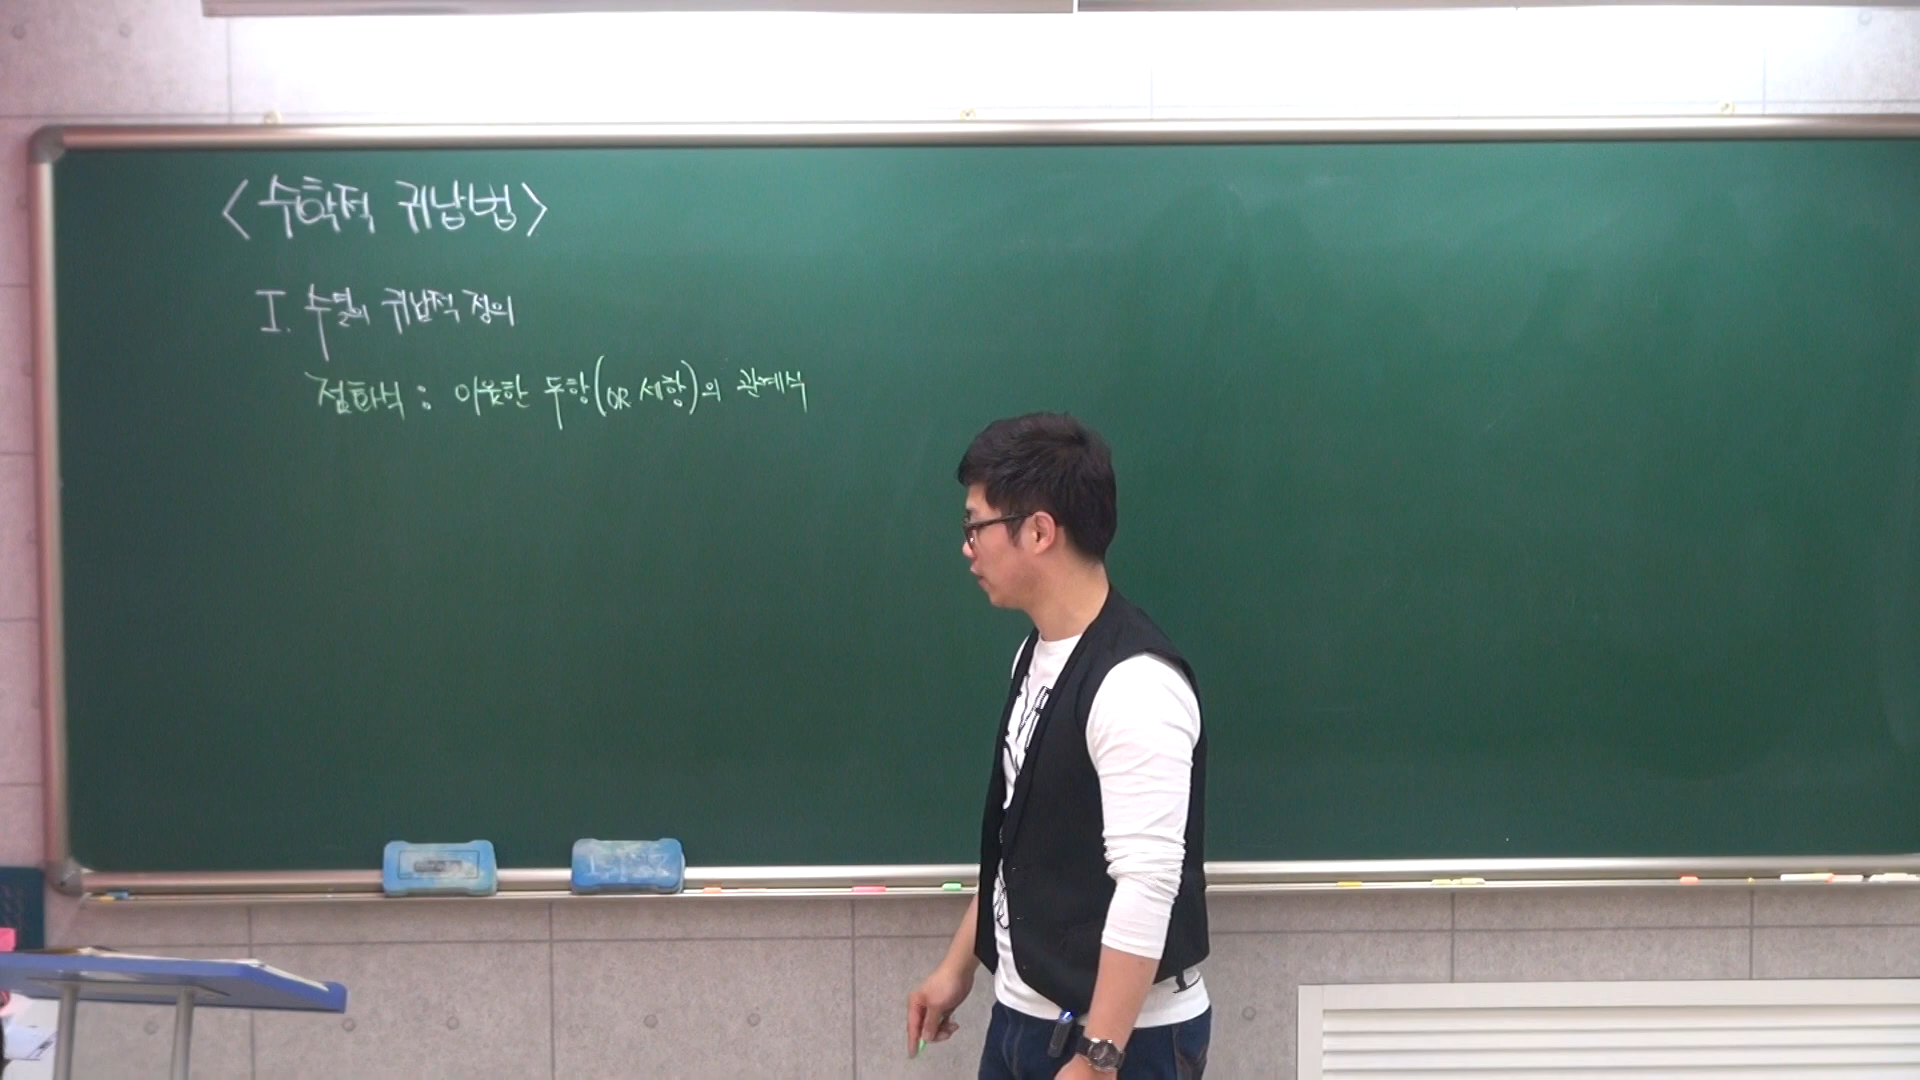 <수학적 귀납법>
I. 수열의 귀납적 정의
점화식 : 이웃한 두항(OR 세항)의 관계식